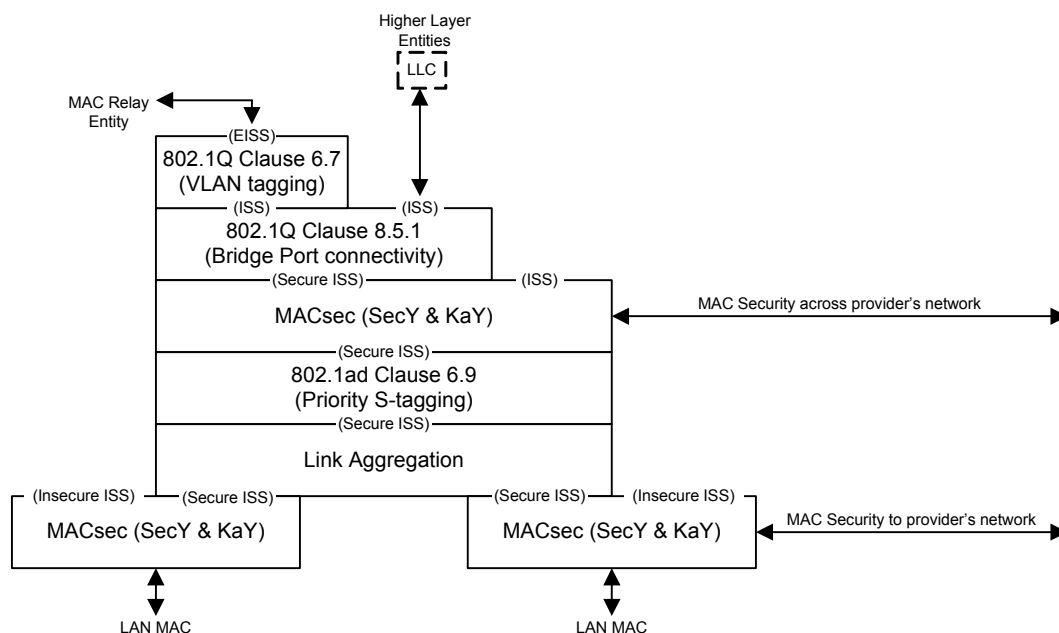 Higher Layer
Entities
LLC
MAC Relay
Entity
(EISS)
802.1Q Clause 6.7
(VLAN tagging)
(ISS) (ISS)
802.1Q Clause 8.5.1
(Bridge Port connectivity)
(Secure ISS) (ISS)
MACsec (SecY & KaY)
MAC Security across provider's network
(Secure ISS)
802.1ad Clause 6.9
(Priority S-tagging)
(Secure ISS)
Link Aggregation
(Insecure ISS) (Secure ISS) (Secure ISS) (Insecure ISS)
MACsec (SecY & KaY) MACsec (SecY & KaY)
MAC Security to provider's network
LAN MAC LAN MAC